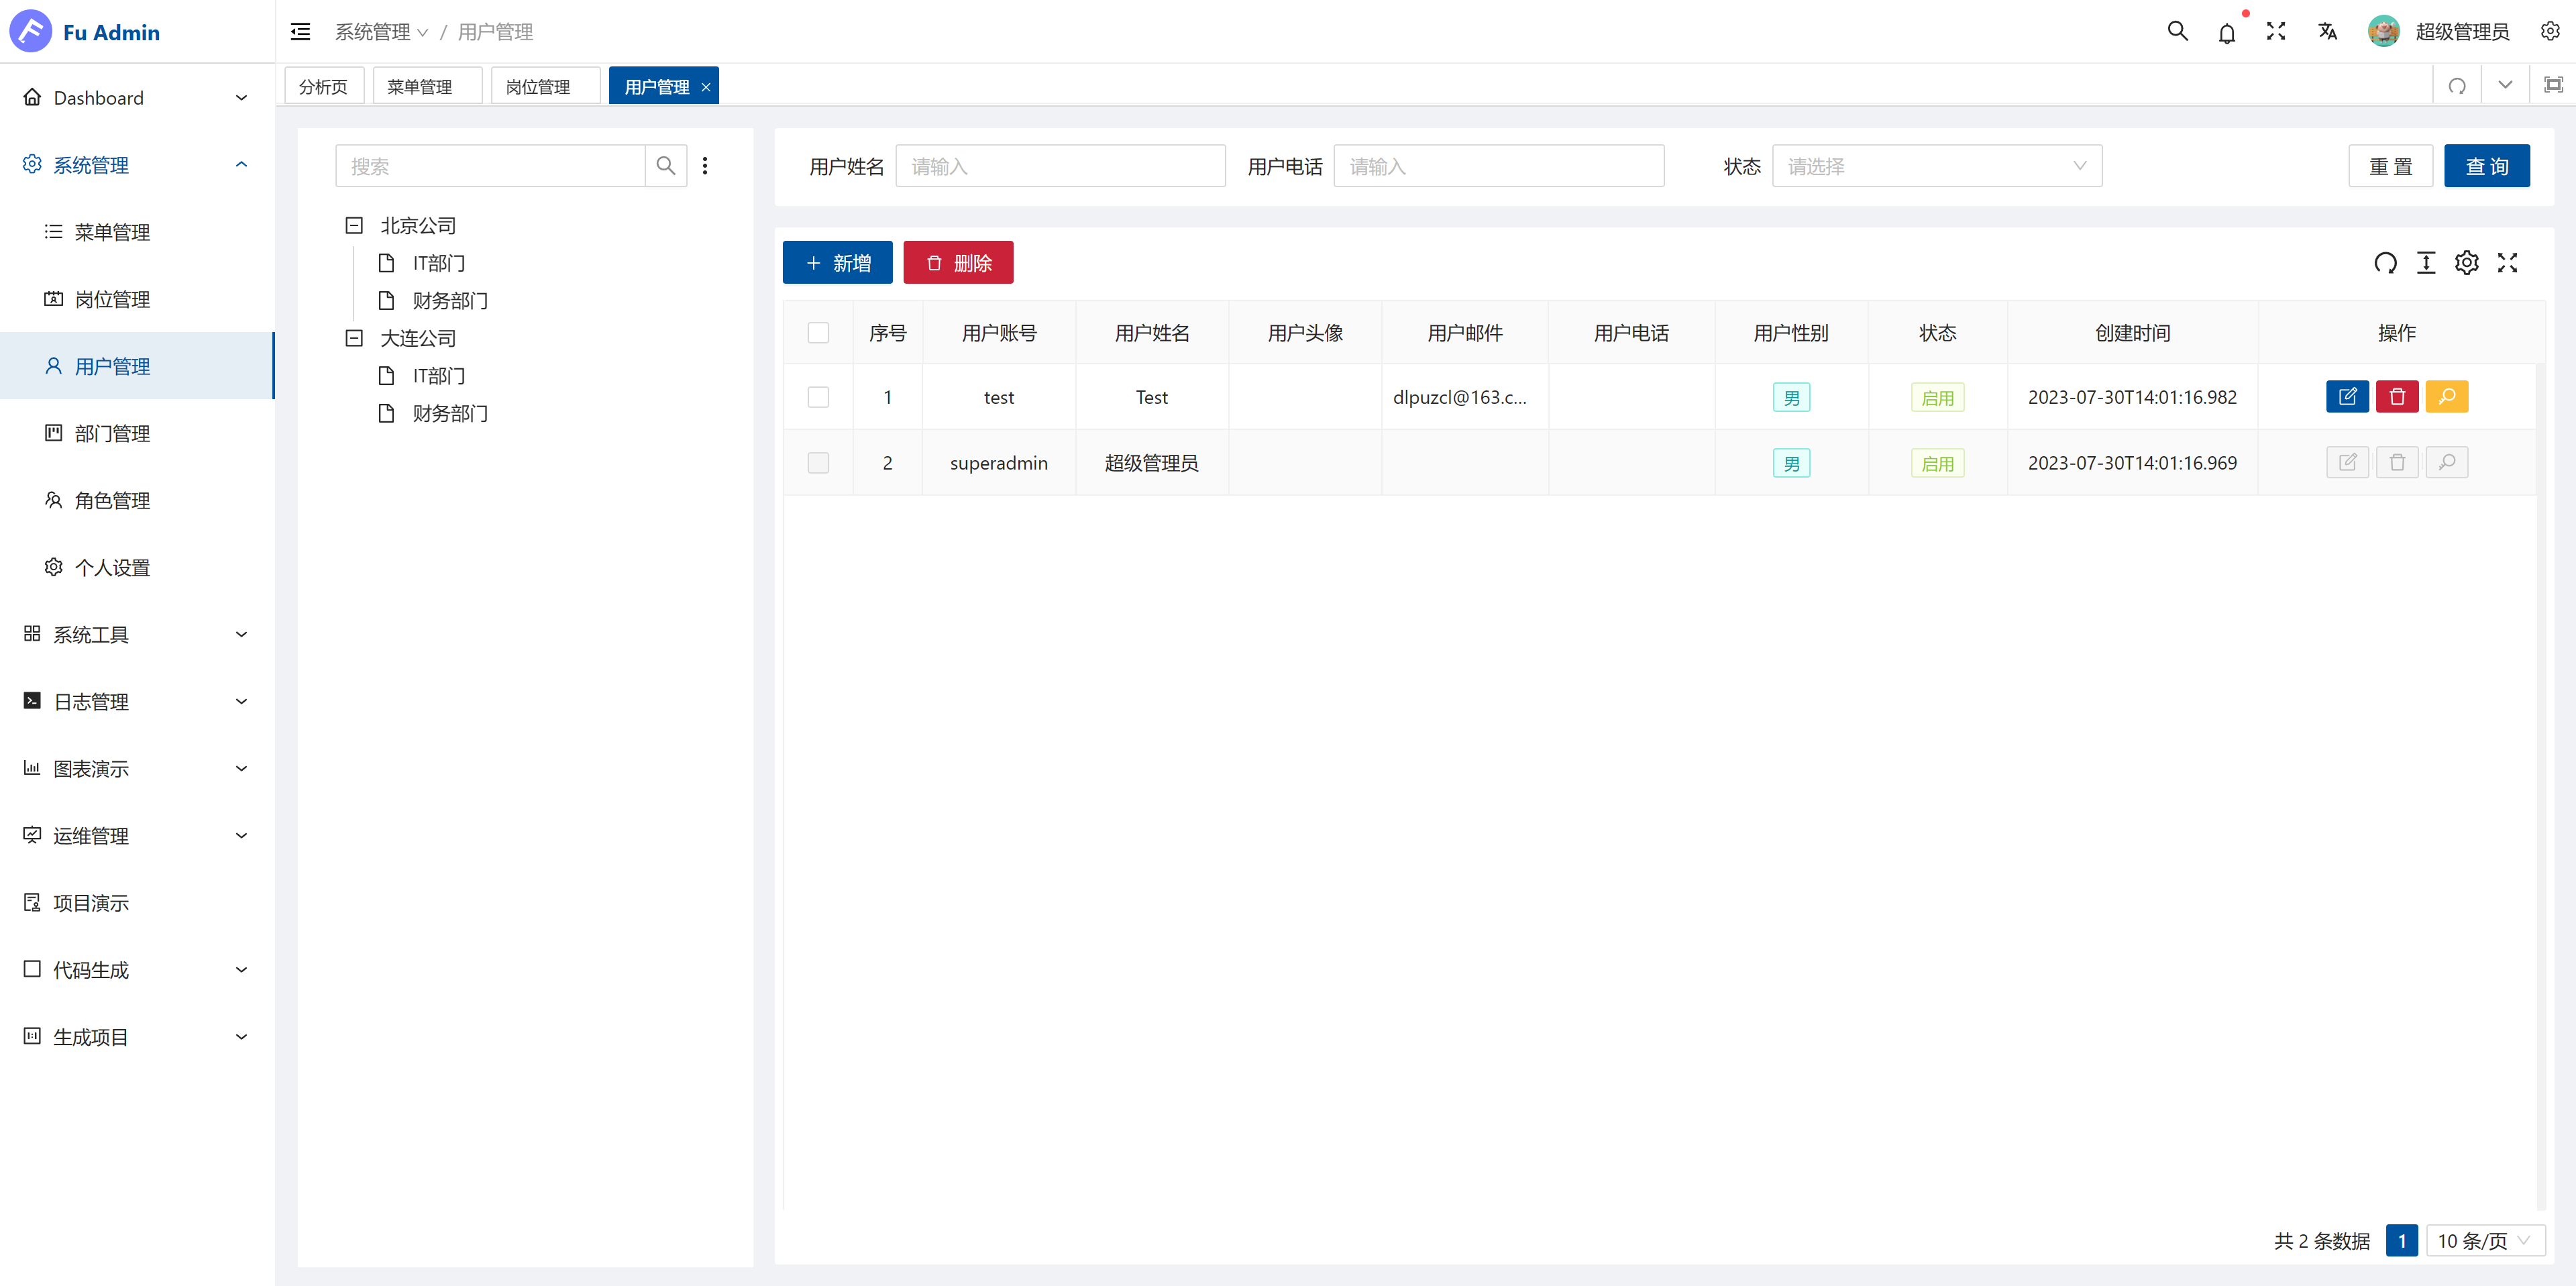 Fu Admin
系统管理 / 用户管理
超级管理员
分析页
菜单管理
岗位管理
用户管理
Dashboard
系统管理
菜单管理
岗位管理
用户管理
部门管理
角色管理
个人设置
系统工具
日志管理
图表演示
运维管理
项目演示
代码生成
生成项目
搜索
北京公司
IT部门
财务部门
大连公司
IT部门
财务部门
用户姓名 请输入 用户电话 请输入 状态 请选择 重 置 查 询
新增 删除
序号 用户账号 用户姓名 用户头像 用户邮件 用户电话 用户性别 状态 创建时间 操作
1 test Test dlpuzcl@163.c... 男 启用 2023-07-30T14:01:16.982
2 superadmin 超级管理员 男 启用 2023-07-30T14:01:16.969
共 2 条数据 1 10 条/页